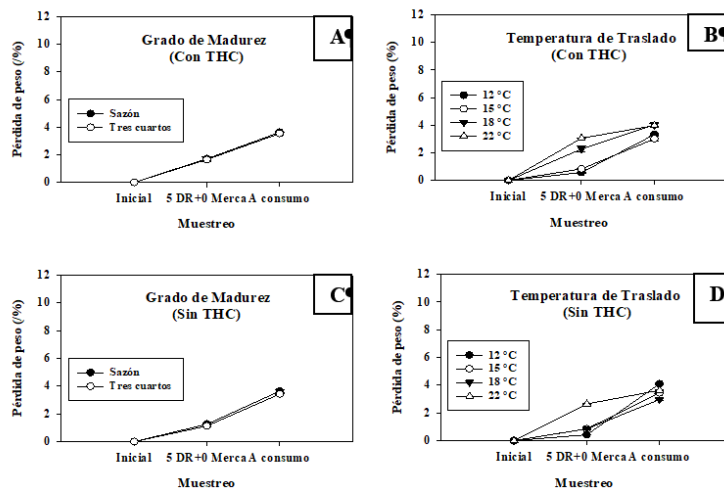 Grado de Madurez
(Con THC)
A¶
Pérdida de peso (/%)
12
10
8
6
4
2
0
Sazón
Tres cuartos
Inicial 5 DR+0 Merca A consumo
Muestreo
Temperatura de Traslado
(Con THC)
B¶
Pérdida de peso (\%)
12
10
8
6
4
2
0
12 °C
15 °C
18 °C
22 °C
Inicial 5 DR+0 Merca A consumo
Muestreo
Grado de Madurez
(Sin THC)
C¶
Pérdida de peso (/%)
12
10
8
6
4
2
0
Sazón
Tres cuartos
Inicial 5 DR+0 Merca A consumo
Muestreo
Temperatura de Traslado
(Sin THC)
D
Pérdida de peso (\%)
12
10
8
6
4
2
0
12 °C
15 °C
18 °C
22 °C
Inicial 5 DR+0 Merca A consumo
Muestreo